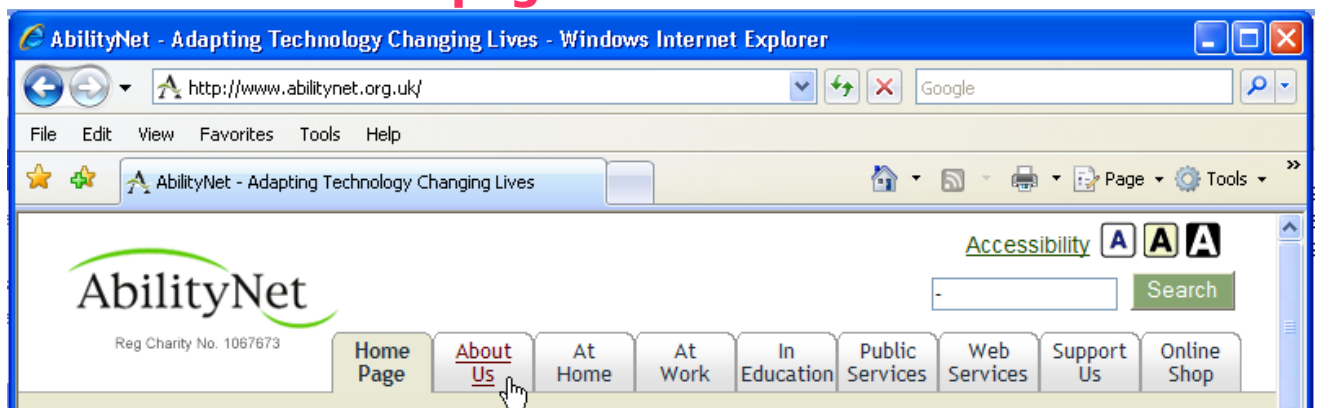 pag
AbilityNet - Adapting Technology Changing Lives - Windows Internet Explorer
http://www.abilitynet.org.uk/
Google
File Edit View Favorites Tools Help
AbilityNet - Adapting Technology Changing Lives
Page Tools »
Accessibility A A A
AbilityNet
- Search
Reg Charity No. 1067673
Home Page
About Us
At Home
At Work
In Education
Public Services
Web Services
Support Us
Online Shop